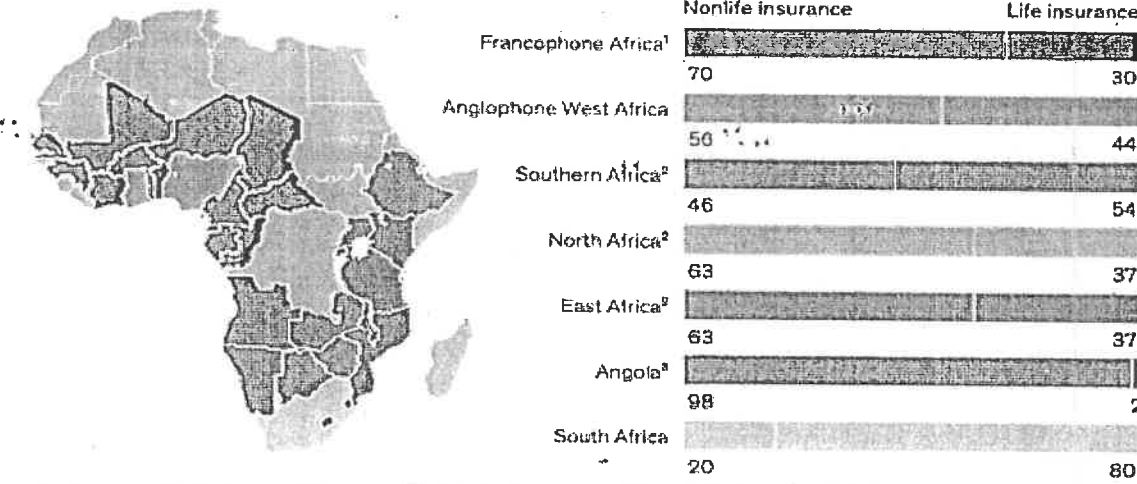 Nonlife insurance Life insurance
Francophone Africa¹
70 30
Anglophone West Africa
56 44
Southern Africa²
46 54
North Africa²
63 37
East Africa²
63 37
Angola³
98 2
South Africa
20 80